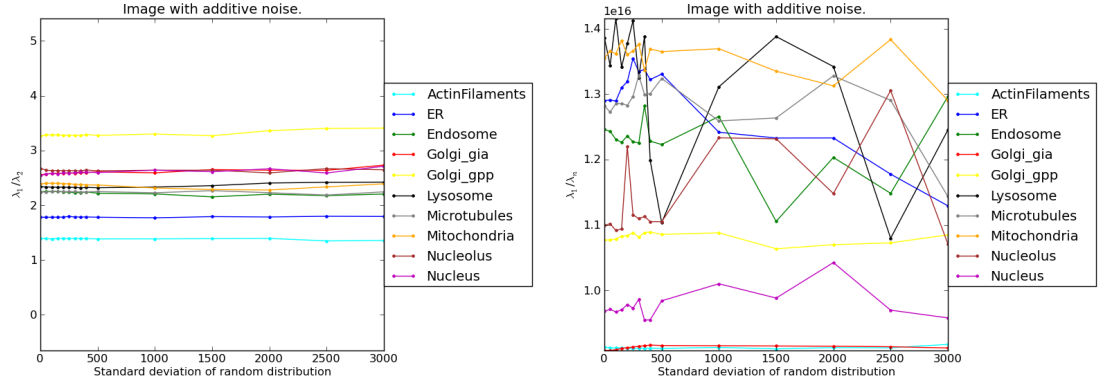 Image with additive noise.
5
4
3
2
1
0
λ₁/λ₂
0
500
1000
1500
2000
2500
3000
Standard deviation of random distribution
ActinFilaments
ER
Endosome
Golgi_gia
Golgi_gpp
Lysosome
Microtubules
Mitochondria
Nucleolus
Nucleus
Image with additive noise.
1e16
1.4
1.3
1.2
1.1
1.0
λ₁/λₙ
0
500
1000
1500
2000
2500
3000
Standard deviation of random distribution
ActinFilaments
ER
Endosome
Golgi_gia
Golgi_gpp
Lysosome
Microtubules
Mitochondria
Nucleolus
Nucleus